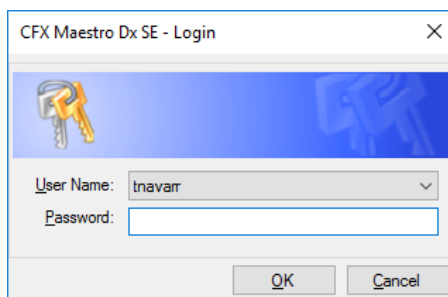 CFX Maestro Dx SE - Login
User Name: tnavarr
Password:
OK Cancel